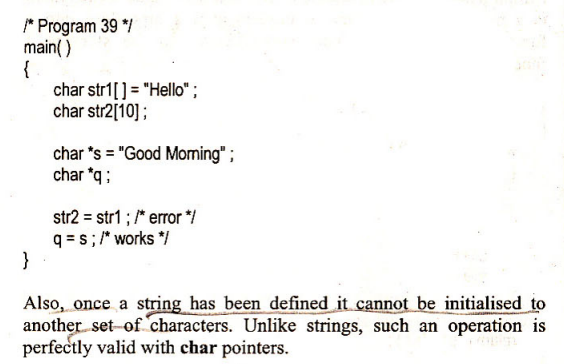 /* Program 39 */
main( )
{
char str1[ ] = "Hello" ;
char str2[10] ;
char *s = "Good Morning" ;
char *q ;
str2 = str1 ; /* error */
q = s ; /* works */
}
Also, once a string has been defined it cannot be initialised to
another set of characters. Unlike strings, such an operation is
perfectly valid with char pointers.